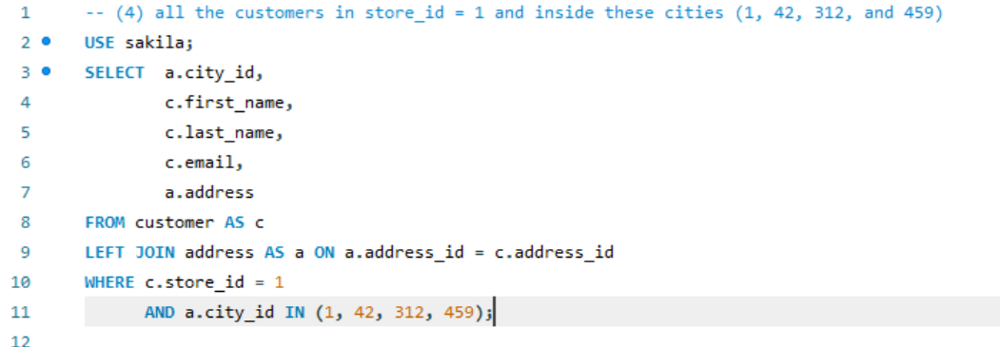 1 -- (4) all the customers in store_id = 1 and inside these cities (1, 42, 312, and 459)
2 USE sakila;
3 SELECT a.city_id,
4 c.first_name,
5 c.last_name,
6 c.email,
7 a.address
8 FROM customer AS c
9 LEFT JOIN address AS a ON a.address_id = c.address_id
10 WHERE c.store_id = 1
11 AND a.city_id IN (1, 42, 312, 459);
12